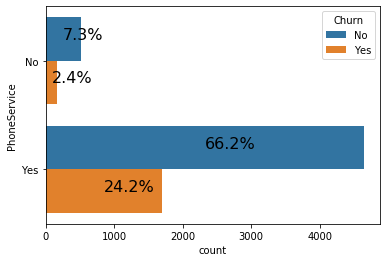 Churn
No
Yes
7.3%
No
2.4%
PhoneService
66.2%
Yes
24.2%
0
1000
2000
3000
4000
count